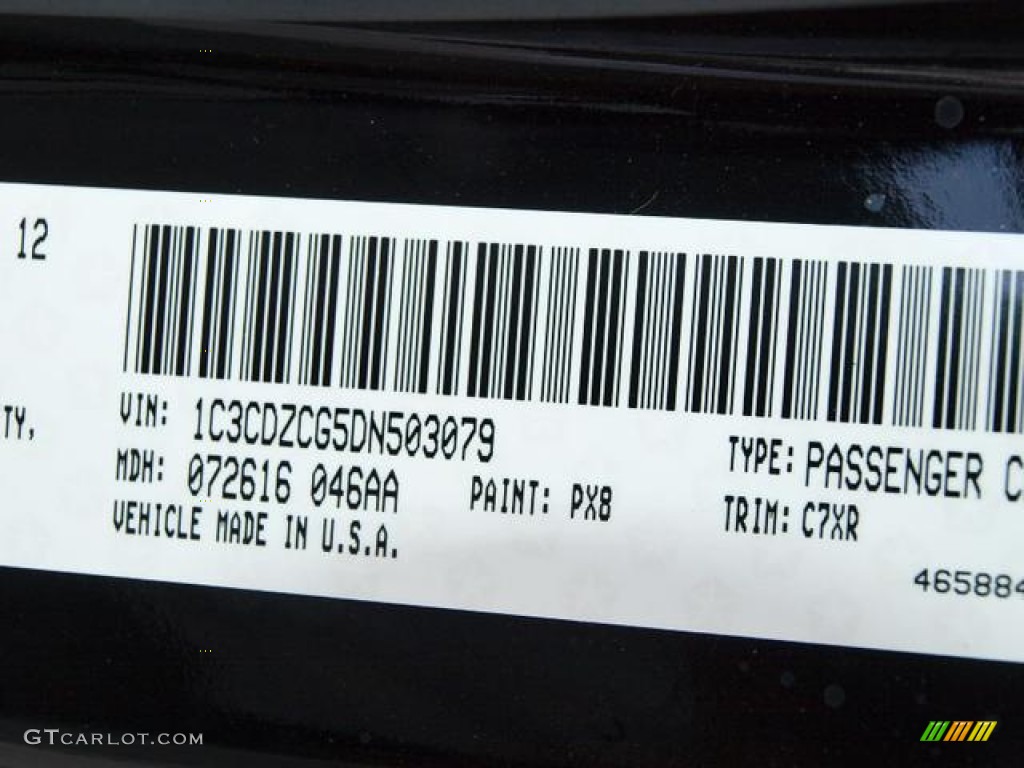 12
TY,
VIN: 1C3CDZCG5DN503079
MDH: 072616 046AA
PAINT: PX8
VEHICLE MADE IN U.S.A.
TYPE: PASSENGER C
TRIM: C7XR
465884
GTCARLOT.COM